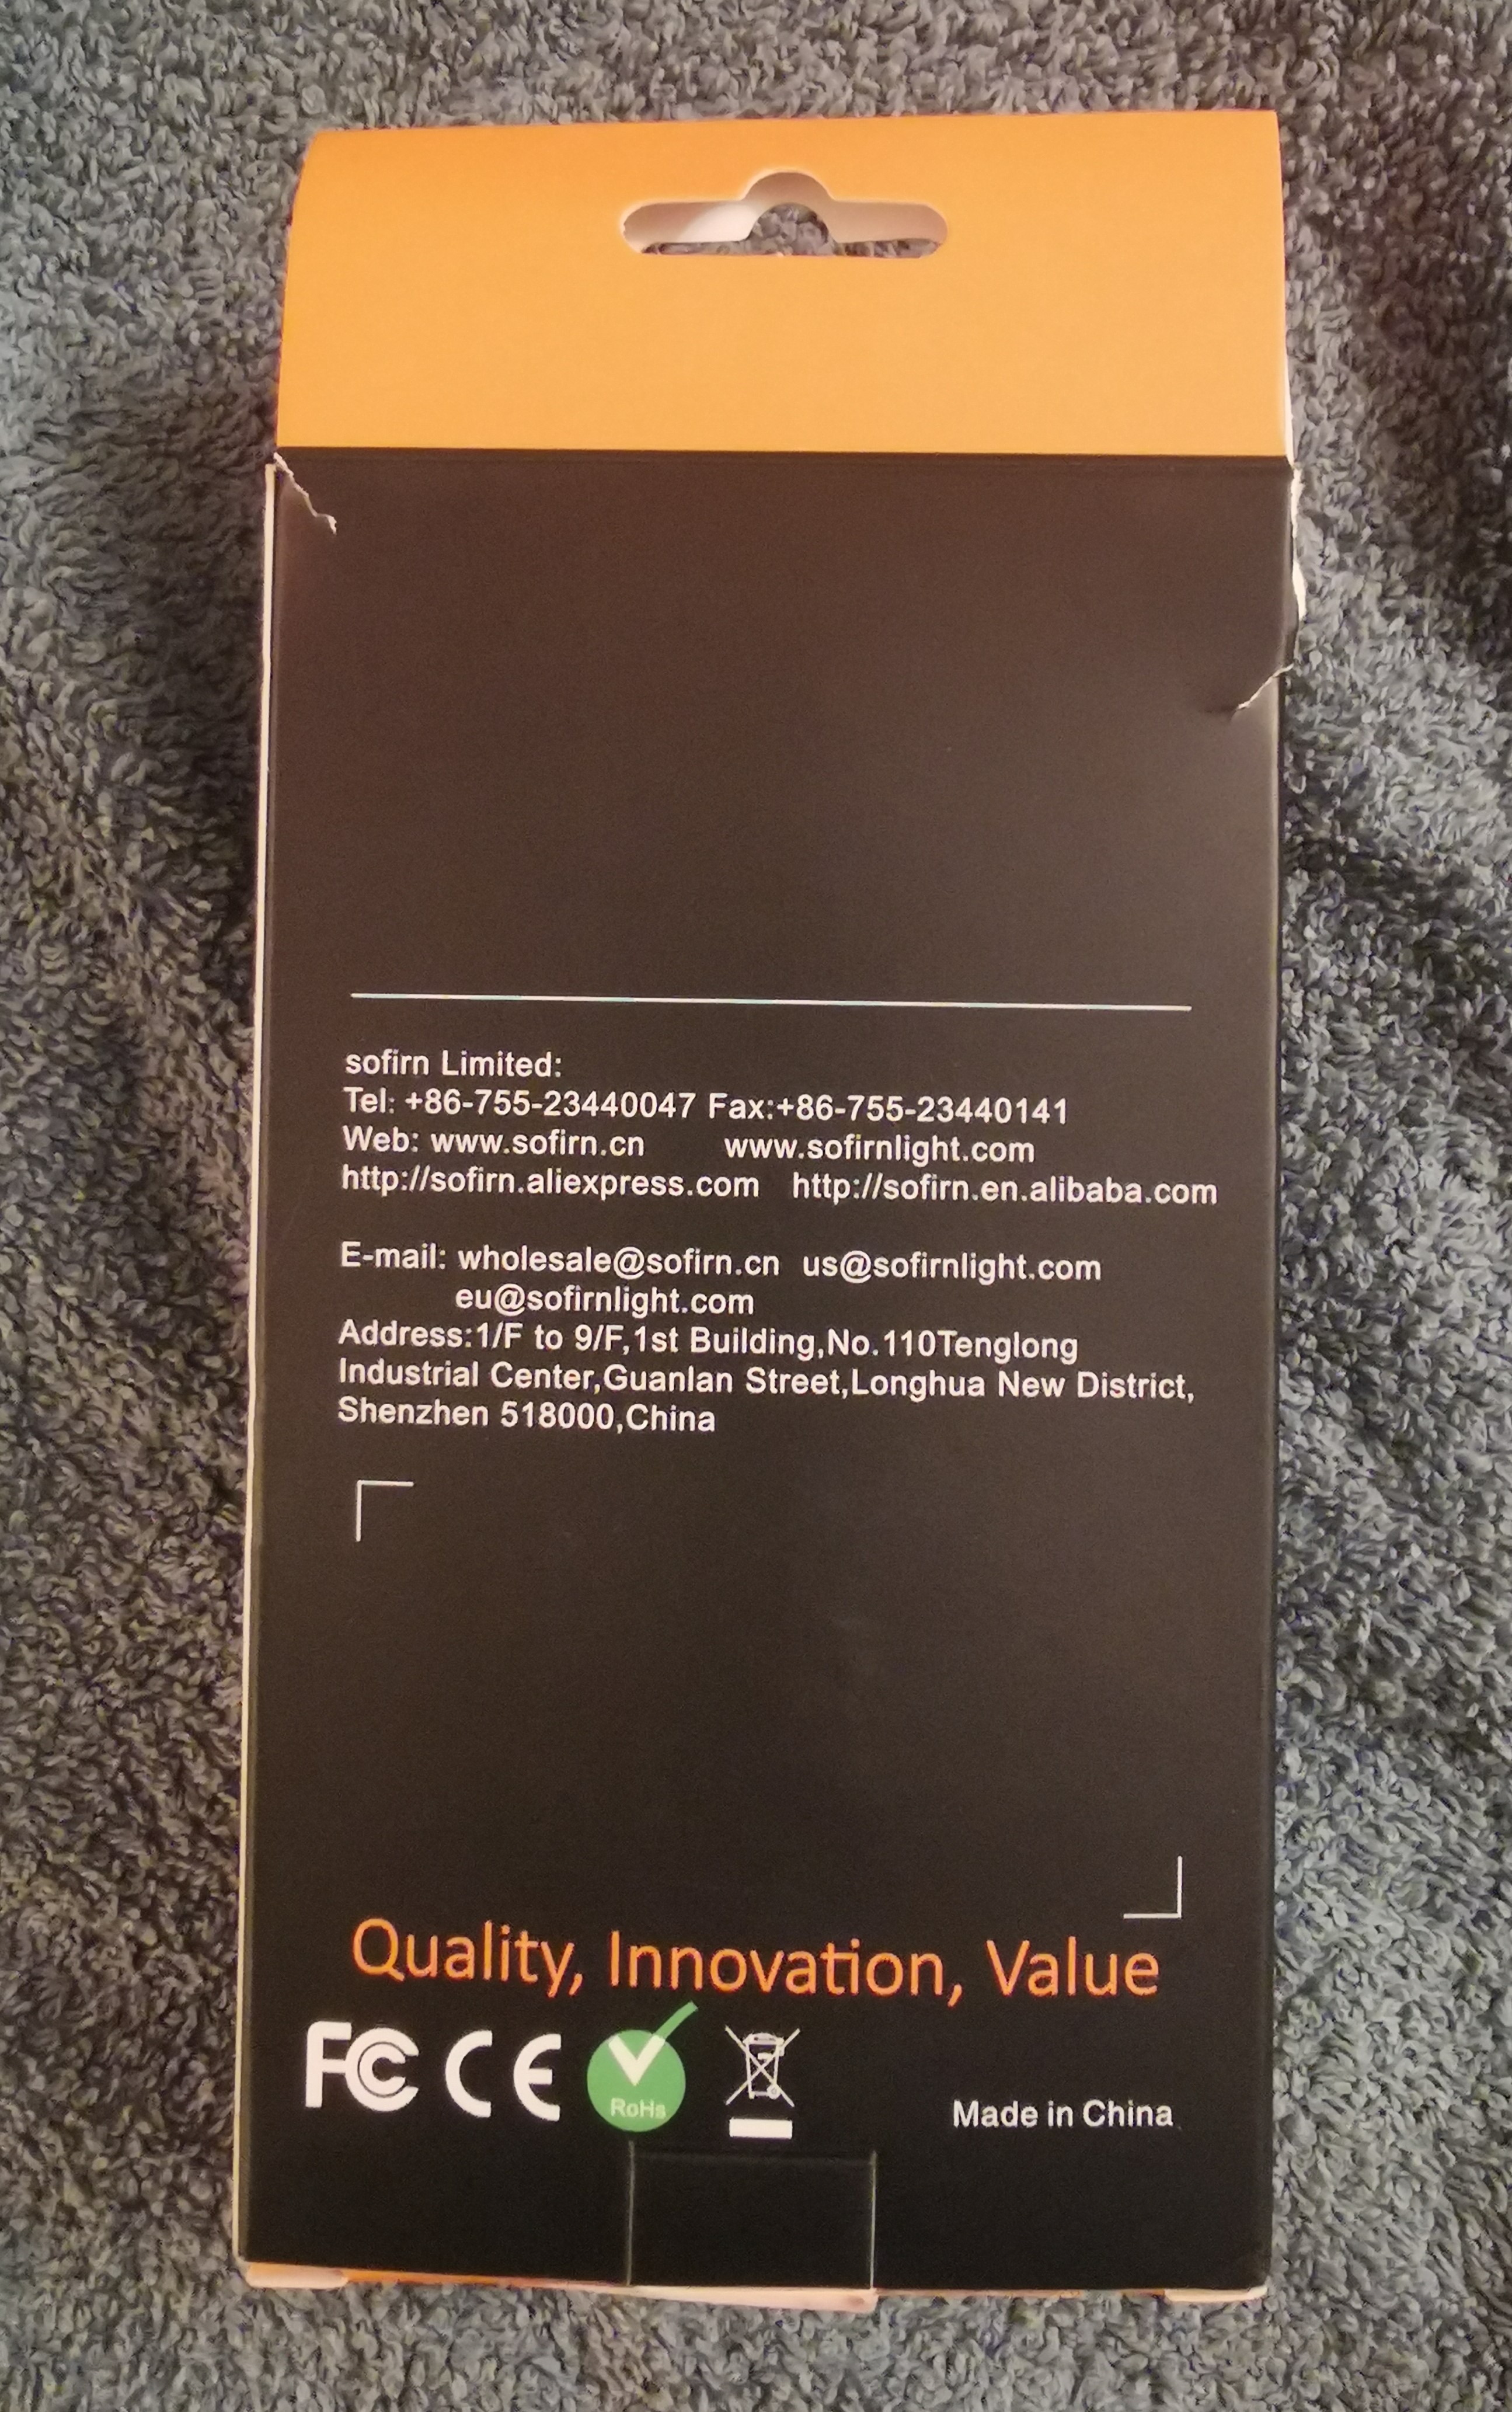 sofirn Limited:
Tel: +86-755-23440047 Fax:+86-755-23440141
Web: www.sofirn.cn www.sofirnlight.com
http://sofirn.aliexpress.com http://sofirn.en.alibaba.com
E-mail: wholesale@sofirn.cn us@sofirnlight.com
eu@sofirnlight.com
Address:1/F to 9/F,1st Building,No.110Tenglong
Industrial Center,Guanlan Street,Longhua New District,
Shenzhen 518000,China
Quality, Innovation, Value
FC CE RoHs
Made in China